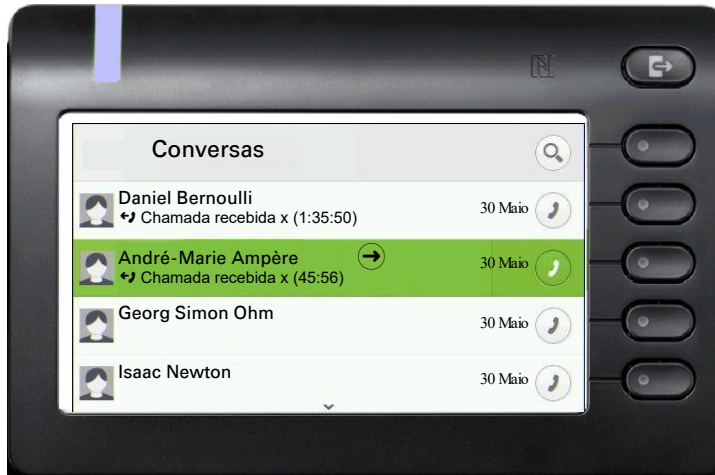 Conversas
Daniel Bernoulli
Chamada recebida x (1:35:50)
30 Maio
André-Marie Ampère
Chamada recebida x (45:56)
30 Maio
Georg Simon Ohm
30 Maio
Isaac Newton
30 Maio